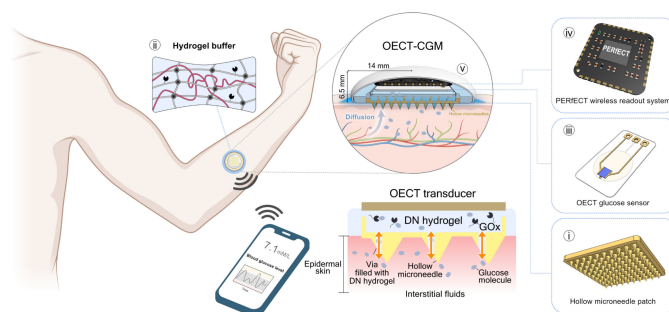 ii
Hydrogel buffer
OECT-CGM
14 mm
6.5 mm
v
Diffusion
Hollow microneedles
iv
PERfECT
PERfECT wireless readout system
iii
OECT glucose sensor
i
Hollow microneedle patch
7.1 mM/L
Blood glucose level
Time
OECT transducer
DN hydrogel
GOx
Epidermal
skin
Via
filled with
DN hydrogel
Hollow
microneedle
Glucose
molecule
Interstitial fluids